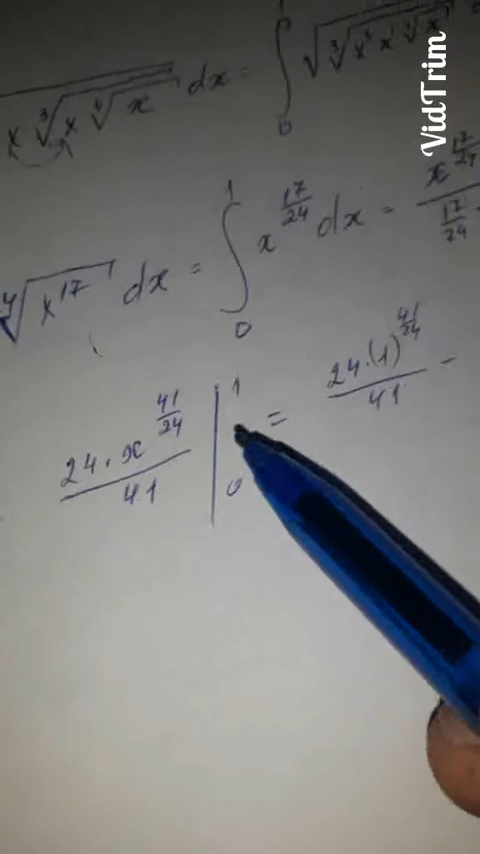 x ∛x ∜x dx = ∫₀¹ √∛x³ x
√x¹⁷ dx = ∫₀¹ x^(17/24) dx = x^(17/24) / 17/24
24 · x^(41/24) / 41 |₀¹ = 24 · (1)^(41/24) / 41 –
VidTrim